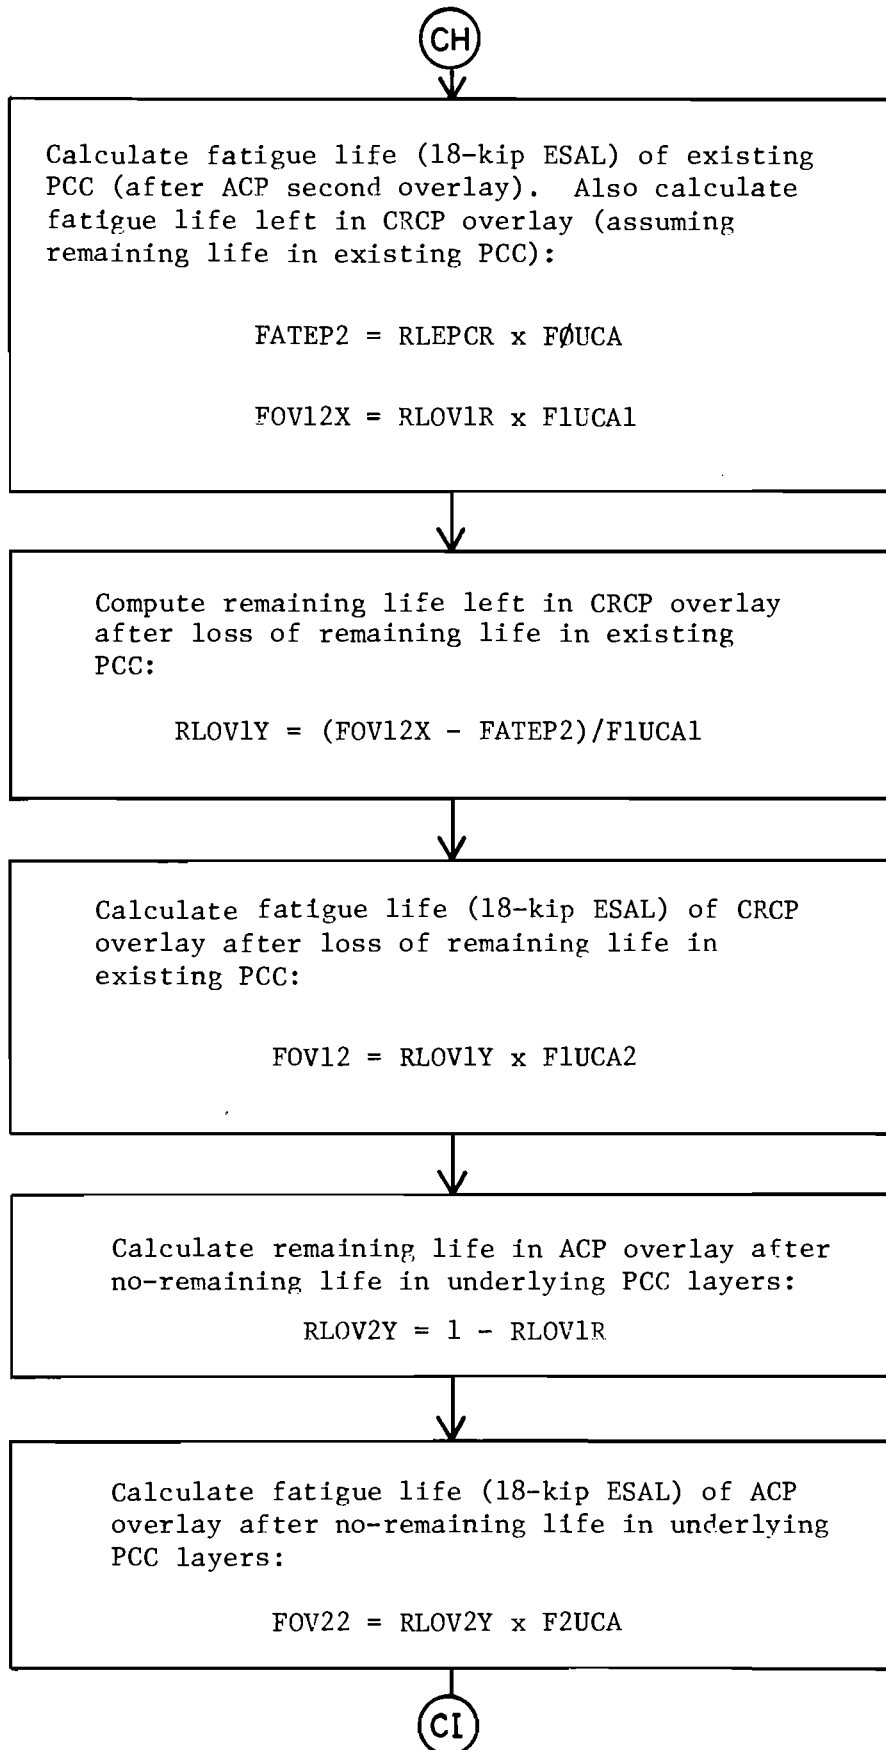 CH
Calculate fatigue life (18-kip ESAL) of existing
PCC (after ACP second overlay). Also calculate
fatigue life left in CRCP overlay (assuming
remaining life in existing PCC):
FATEP2 = RLEPCR x FØUCA
FOV12X = RLOV1R x F1UCA1
Compute remaining life left in CRCP overlay
after loss of remaining life in existing
PCC:
RLOV1Y = (FOV12X - FATEP2)/F1UCA1
Calculate fatigue life (18-kip ESAL) of CRCP
overlay after loss of remaining life in
existing PCC:
FOV12 = RLOV1Y x F1UCA2
Calculate remaining life in ACP overlay after
no-remaining life in underlying PCC layers:
RLOV2Y = 1 - RLOV1R
Calculate fatigue life (18-kip ESAL) of ACP
overlay after no-remaining life in underlying
PCC layers:
FOV22 = RLOV2Y x F2UCA
CI